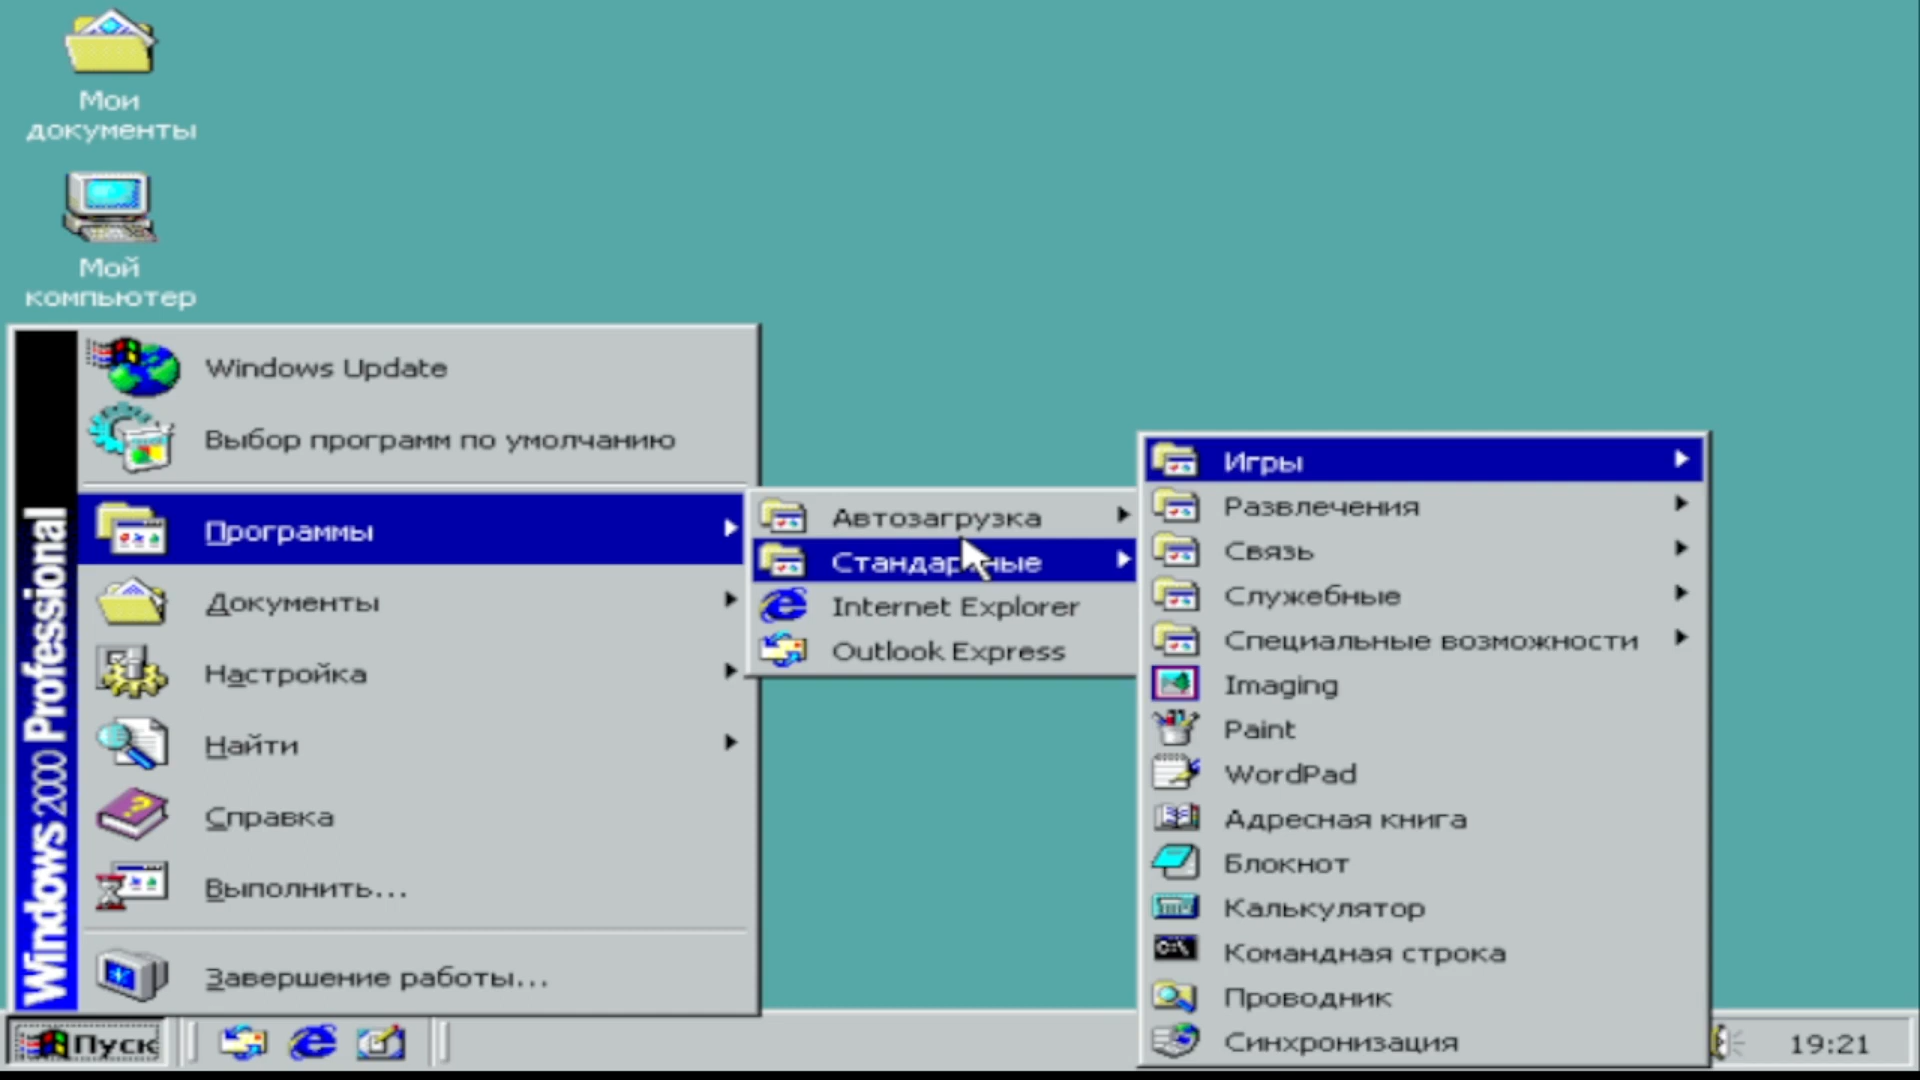 Мои
документы
Мой
компьютер
Windows Update
Выбор программ по умолчанию
Программы
Документы
Настройка
Найти
Справка
Выполнить...
Завершение работы...
Windows 2000 Professional
Автозагрузка
Стандартные
Internet Explorer
Outlook Express
Игры
Развлечения
Связь
Служебные
Специальные возможности
Imaging
Paint
WordPad
Адресная книга
Блокнот
Калькулятор
Командная строка
Проводник
Синхронизация
Пуск
19:21